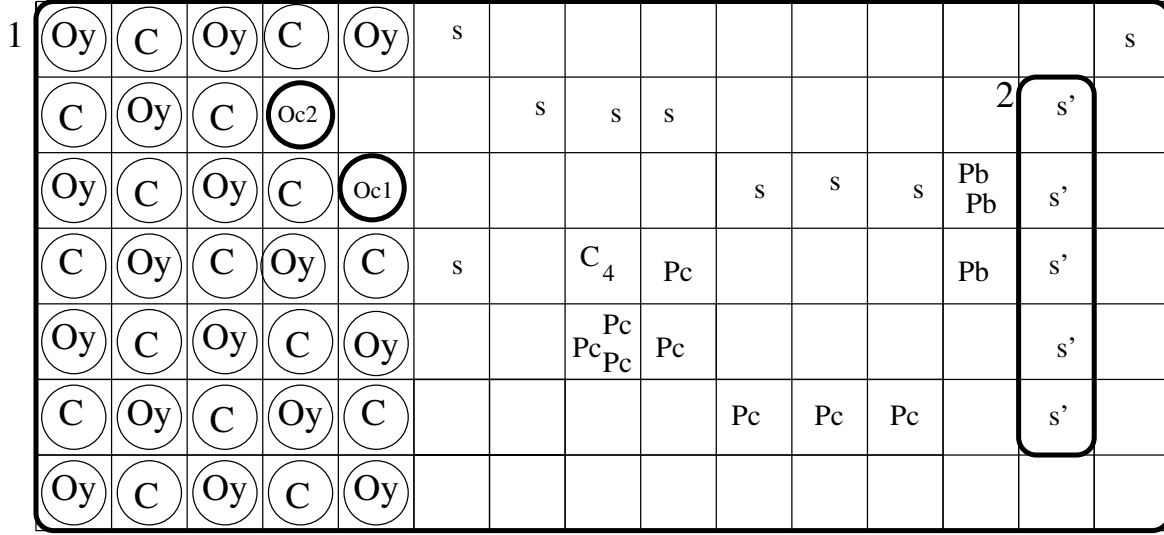 1 Oy C Oy C Oy s s
C Oy C Oc2 s s s 2 s’
Oy C Oy C Oc1 s s s Pb Pb s’
C Oy C Oy C s C4 Pc Pb s’
Oy C Oy C Oy Pc Pc Pc Pc s’
C Oy C Oy C Pc Pc Pc s’
Oy C Oy C Oy